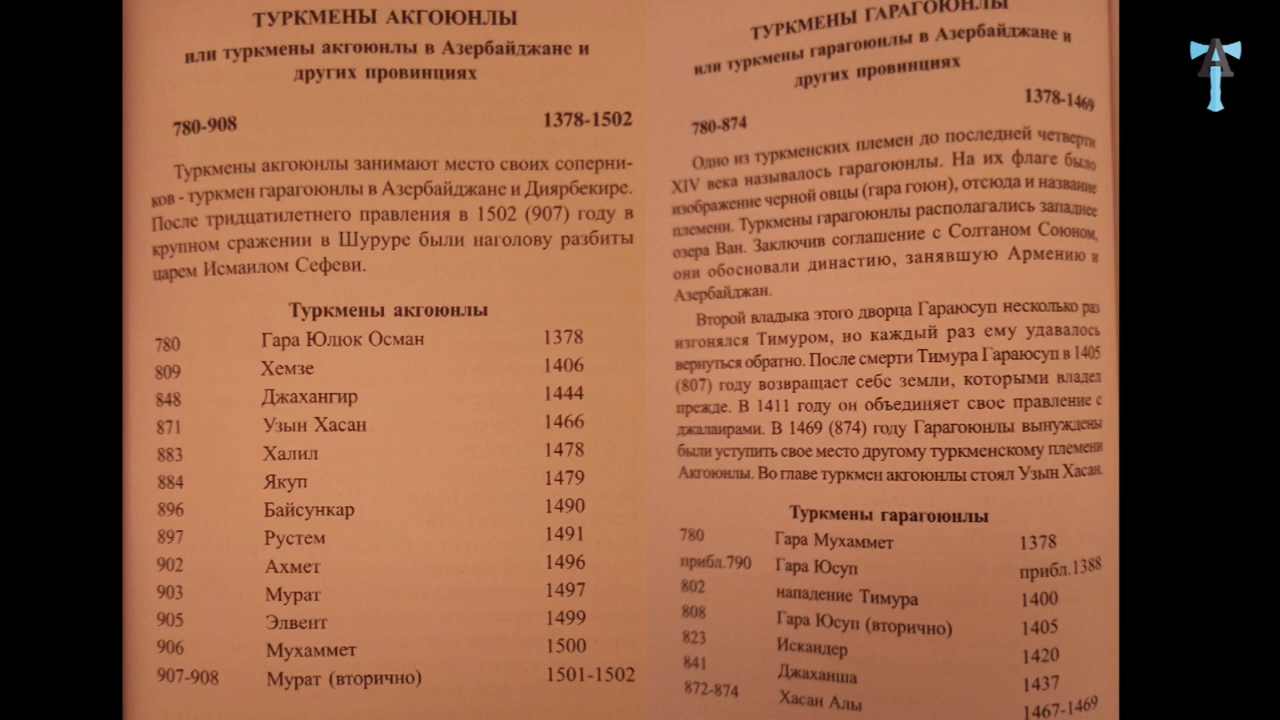 ТУРКМЕНЫ АКГОЮНЛЫ
или туркмены акгоюнлы в Азербайджане и
других провинциях
780-908 1378-1502
Туркмены акгоюнлы занимают место своих соперни-
ков - туркмен гарагоюнлы в Азербайджане и Диярбекире.
После тридцатилетнего правления в 1502 (907) году в
крупном сражении в Шуруре были наголову разбиты
царем Исмаилом Сефеви.
Туркмены акгоюнлы
780 Гара Юлюк Осман 1378
809 Хемзе 1406
848 Джахангир 1444
871 Узын Хасан 1466
883 Халил 1478
884 Якуп 1479
896 Байсункар 1490
897 Рустем 1491
902 Ахмет 1496
903 Мурат 1497
905 Элвент 1499
906 Мухаммет 1500
907-908 Мурат (вторично) 1501-1502
ТУРКМЕНЫ ГАРАГОЮНЛЫ
или туркмены гарагоюнлы в Азербайджане и
других провинциях
780-874 1378-1469
Одно из туркменских племен до последней четверти
XIV века называлось гарагоюнлы. На их флаге было
изображение черной овцы (гара гоюн), отсюда и название
племени. Туркмены гарагоюнлы располагались западнее
озера Ван. Заключив соглашение с Солтаном Союном,
они обосновали династию, занявшую Армению и
Азербайджан.
Второй владыка этого дворца Гараюсуп несколько раз
изгонялся Тимуром, но каждый раз ему удавалось
вернуться обратно. После смерти Тимура Гараюсуп в 1405
(807) году возвращает себе земли, которыми владел
прежде. В 1411 году он объединяет свое правление с
джалаирами. В 1469 (874) году Гарагоюнлы вынуждены
были уступить свое место другому туркменскому племени
Акгоюнлы. Во главе туркмен акгоюнлы стоял Узын Хасан.
Туркмены гарагоюнлы
780 Гара Мухаммет 1378
прибл.790 Гара Юсуп прибл.1388
802 нападение Тимура 1400
808 Гара Юсуп (вторично) 1405
823 Искандер 1420
841 Джаханша 1437
872-874 Хасан Алы 1467-1469